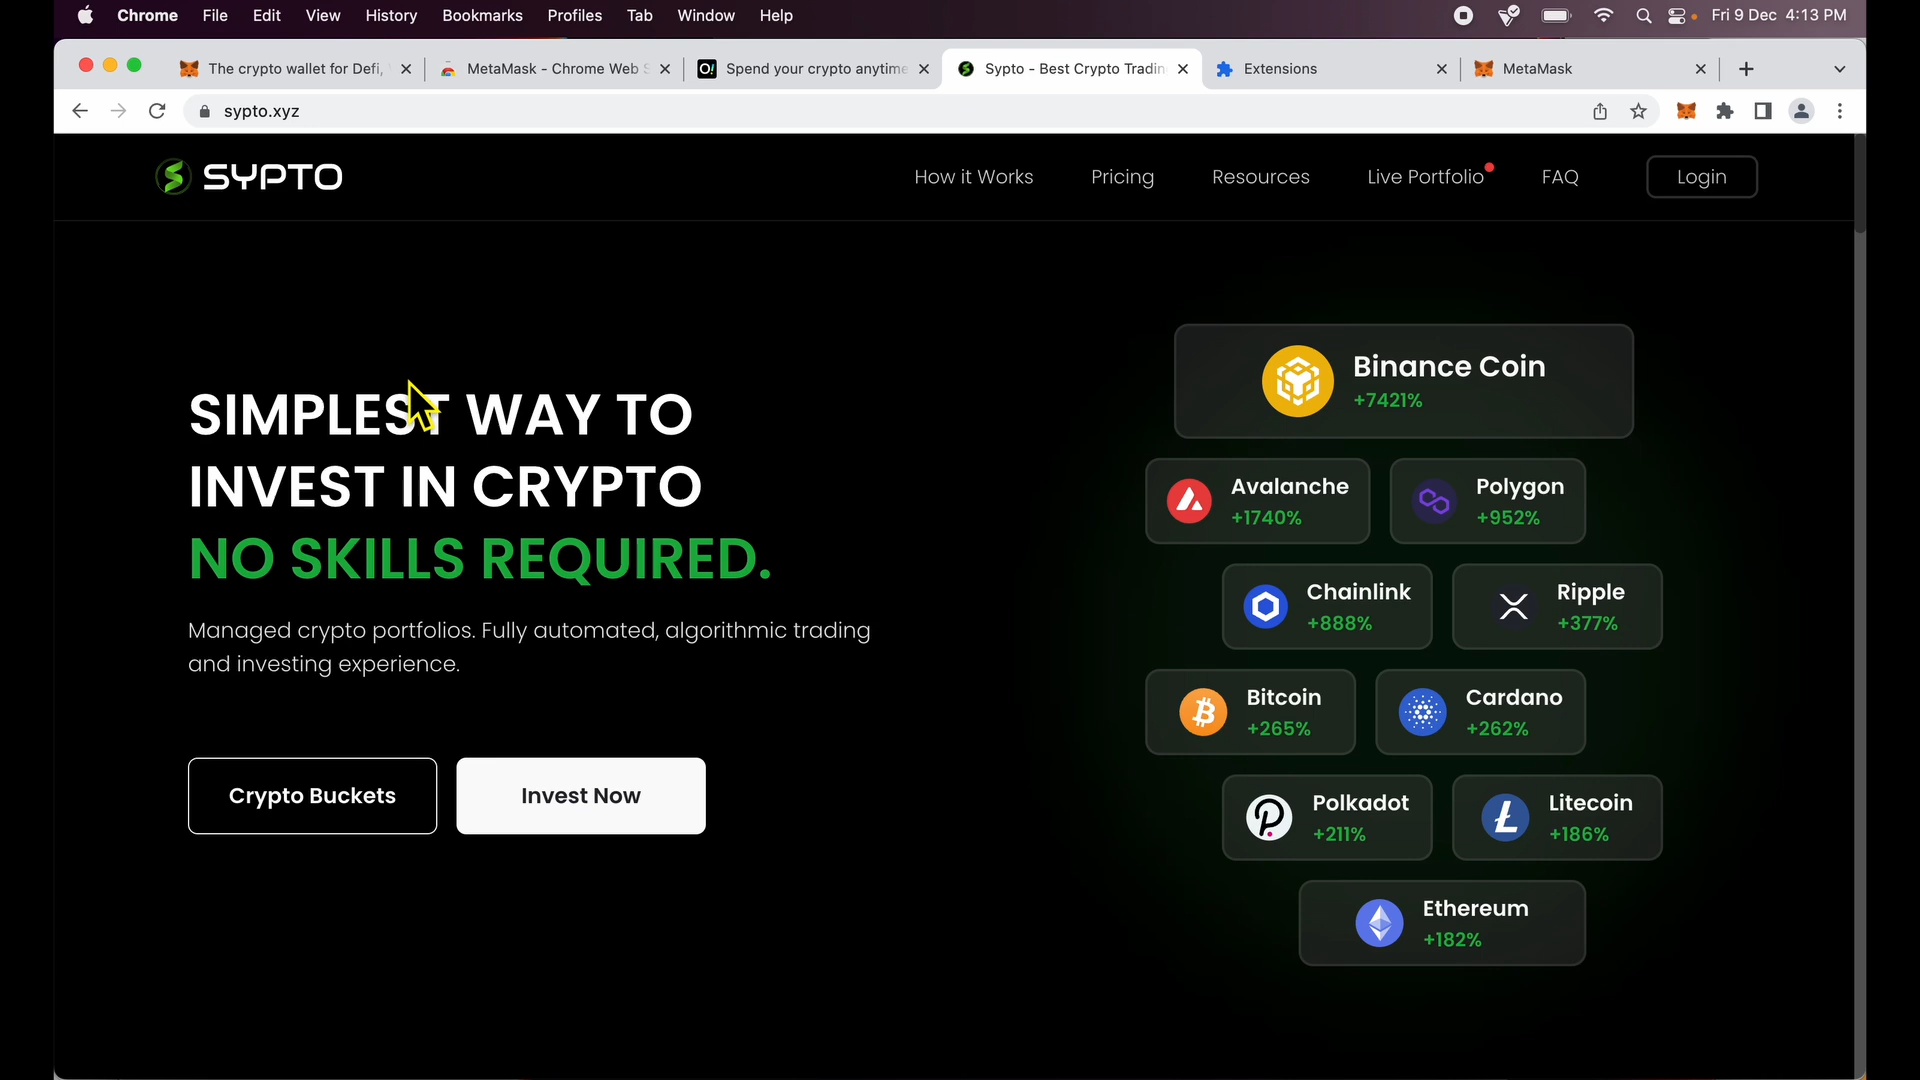 Chrome File Edit View History Bookmarks Profiles Tab Window Help Fri 9 Dec 4:13 PM
The crypto wallet for Defi, MetaMask - Chrome Web Spend your crypto anytime Sypto - Best Crypto Tradin Extensions MetaMask
sypto.xyz
SYPTO How it Works Pricing Resources Live Portfolio FAQ Login
SIMPLEST WAY TO
INVEST IN CRYPTO
NO SKILLS REQUIRED.
Managed crypto portfolios. Fully automated, algorithmic trading
and investing experience.
Crypto Buckets Invest Now
Binance Coin
+7421%
Avalanche
+1740%
Polygon
+952%
Chainlink
+888%
Ripple
+377%
Bitcoin
+265%
Cardano
+262%
Polkadot
+211%
Litecoin
+186%
Ethereum
+182%